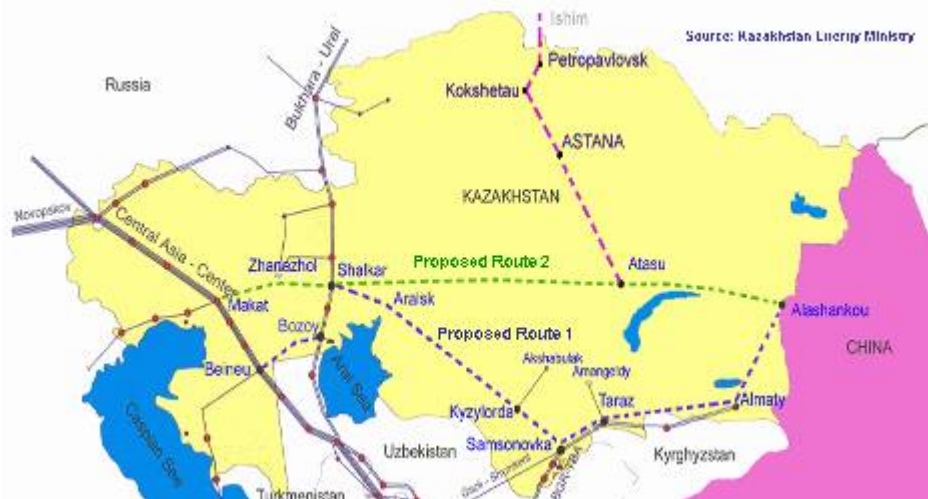 Ishim
Source: Kazakhstan Energy Ministry
Petropavlovsk
Russia
Bukhara - Ural
Kokshetau
ASTANA
KAZAKHSTAN
Central Asia - Center
Zhanazhol
Shalkar
Proposed Route 2
Atasu
Makat
Aralsk
Alashankou
Bozoy
Proposed Route 1
CHINA
Beineu
Aral Sea
Akshabulak
Amangeldy
Caspian Sea
Kyzylorda
Taraz
Almaty
Samsonovka
Uzbekistan
Kyrghyzstan
Turkmenistan